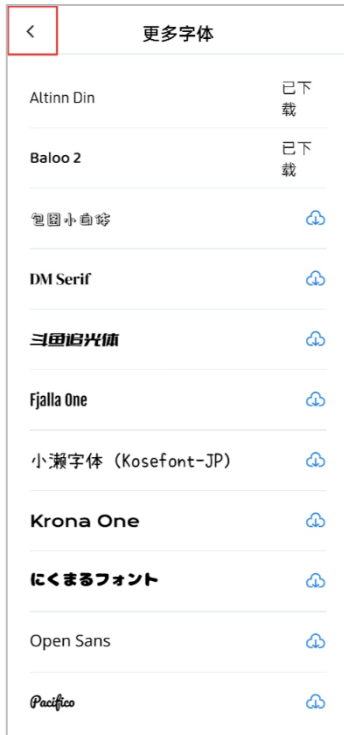 更多字体
Altinn Din
已下
载
Baloo 2
已下
载
包图小白体
DM Serif
斗鱼追光体
Fjalla One
小濑字体（Kosefont-JP）
Krona One
にくまるフォント
Open Sans
Pacifico